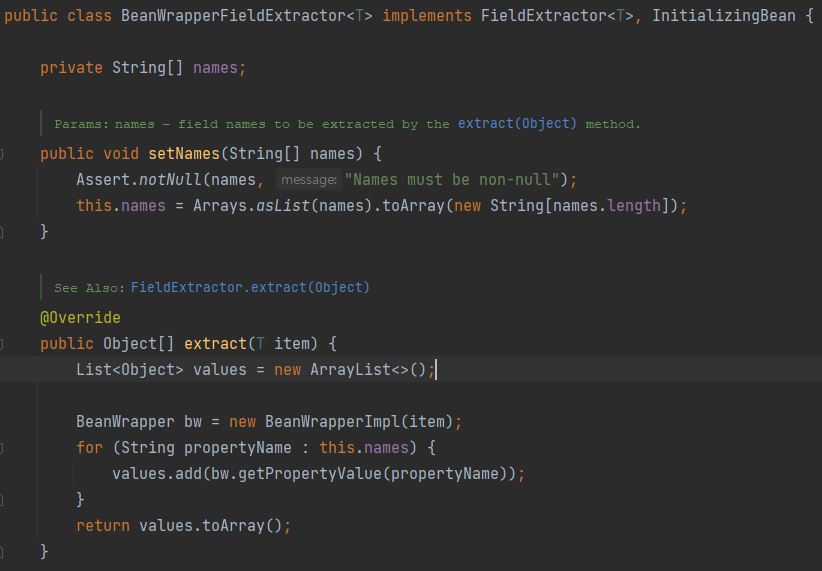 public class BeanWrapperFieldExtractor<T> implements FieldExtractor<T>, InitializingBean {
private String[] names;
Params: names – field names to be extracted by the extract(Object) method.
public void setNames(String[] names) {
Assert.notNull(names, message: "Names must be non-null");
this.names = Arrays.asList(names).toArray(new String[names.length]);
}
See Also: FieldExtractor.extract(Object)
@Override
public Object[] extract(T item) {
List<Object> values = new ArrayList<>();
BeanWrapper bw = new BeanWrapperImpl(item);
for (String propertyName : this.names) {
values.add(bw.getPropertyValue(propertyName));
}
return values.toArray();
}